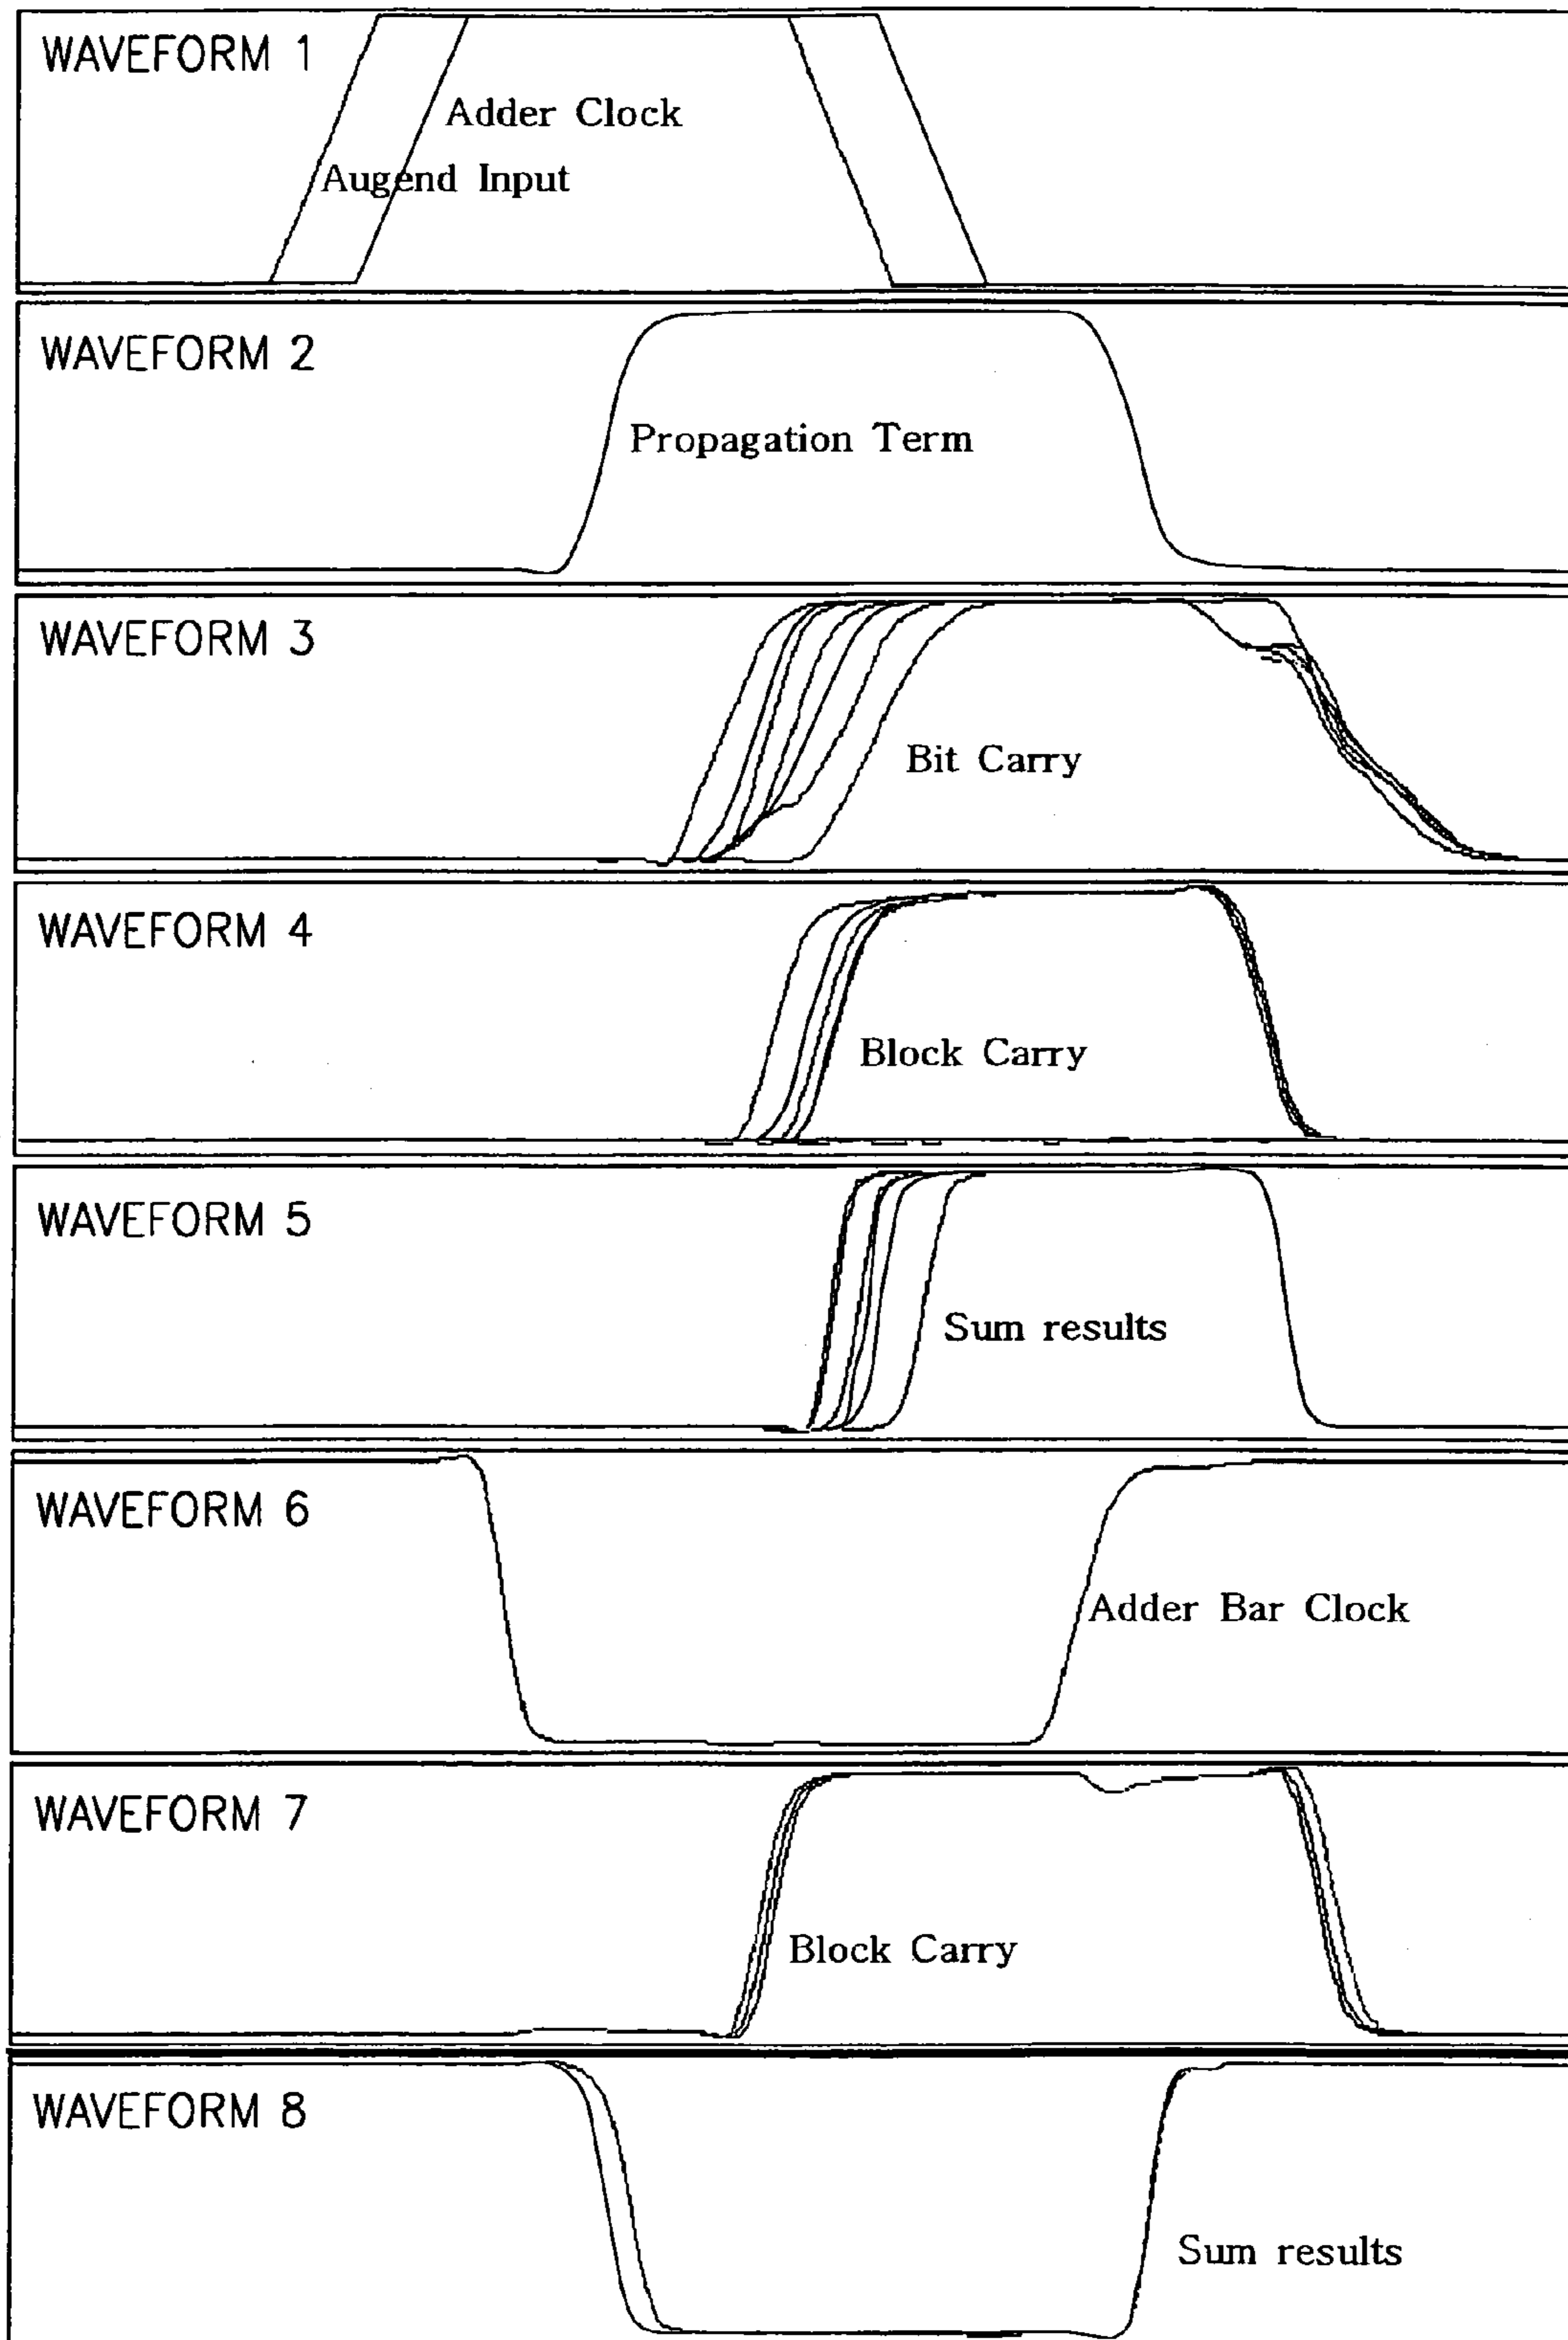 WAVEFORM 1
Adder Clock
Augend Input
WAVEFORM 2
Propagation Term
WAVEFORM 3
Bit Carry
WAVEFORM 4
Block Carry
WAVEFORM 5
Sum results
WAVEFORM 6
Adder Bar Clock
WAVEFORM 7
Block Carry
WAVEFORM 8
Sum results